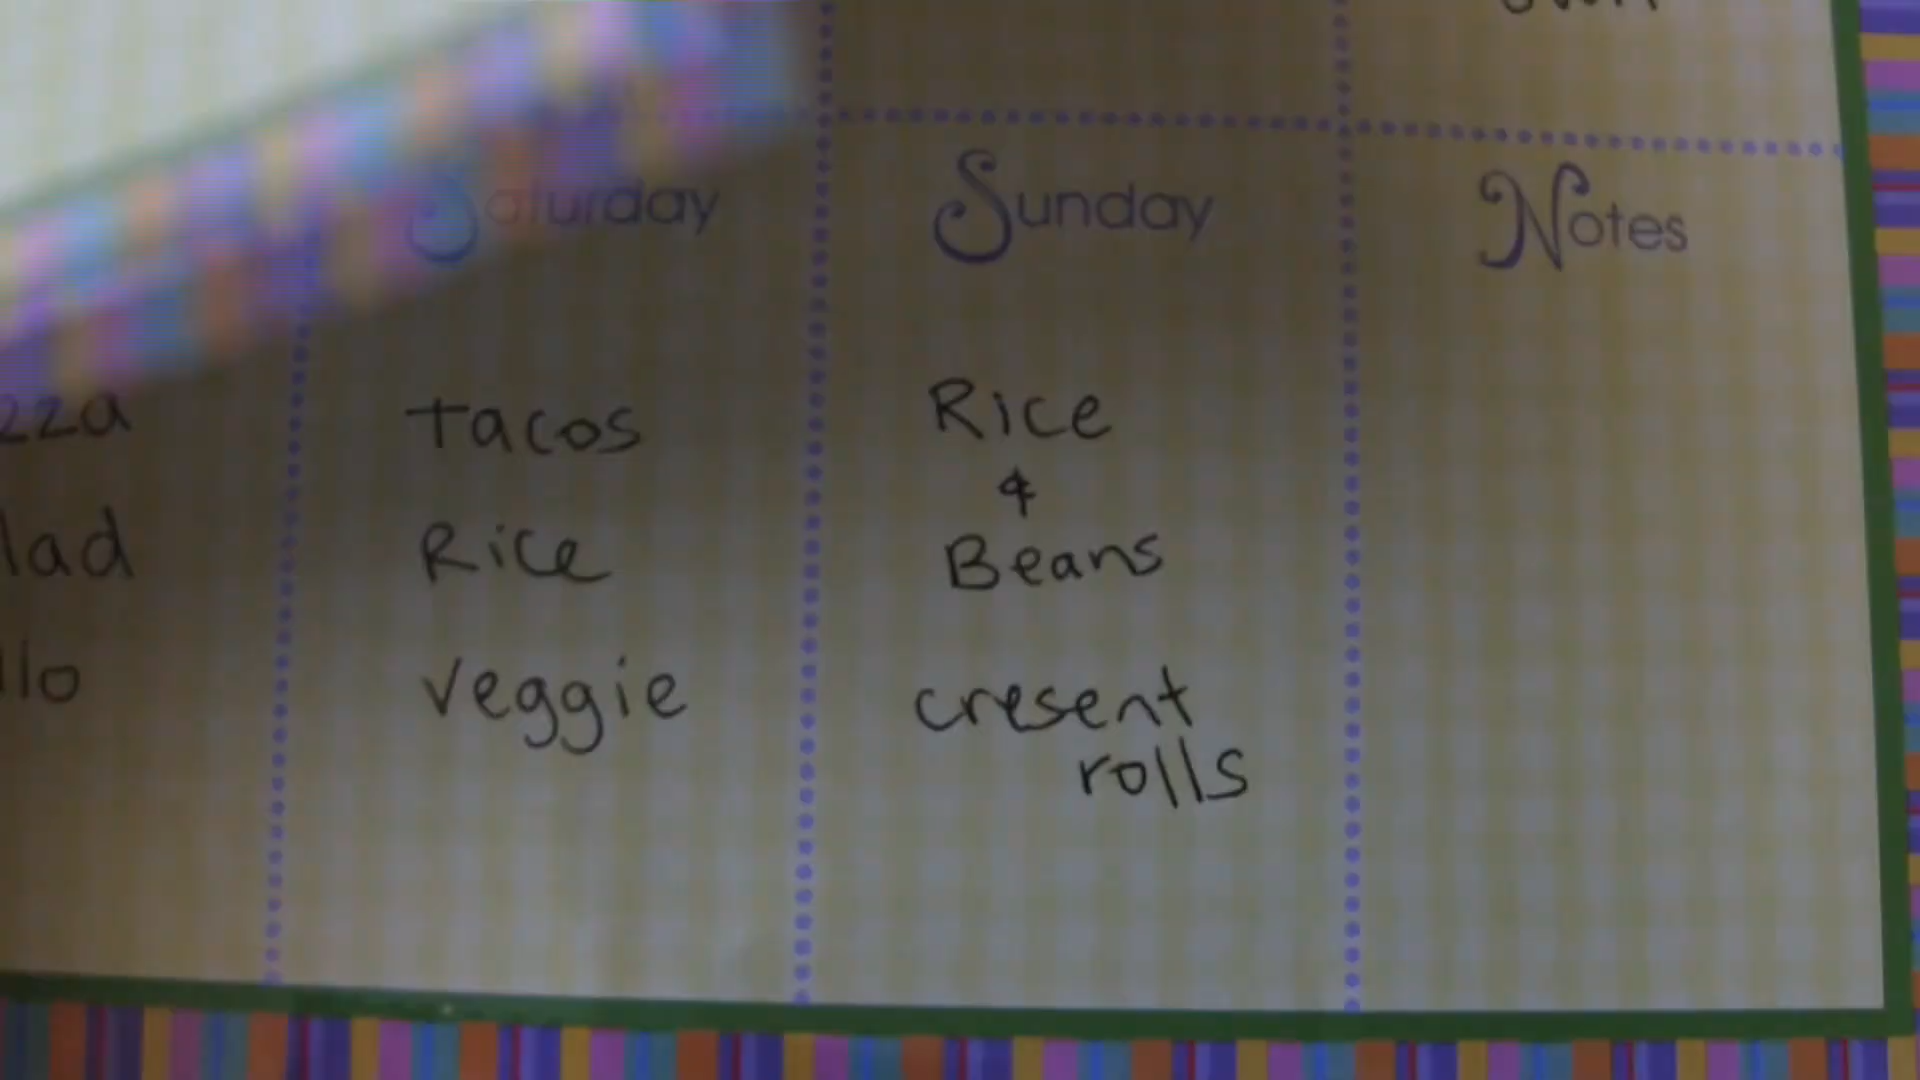 Saturday
Tacos
Rice
Veggie
Sunday
Rice
&
Beans
cresent
rolls
Notes